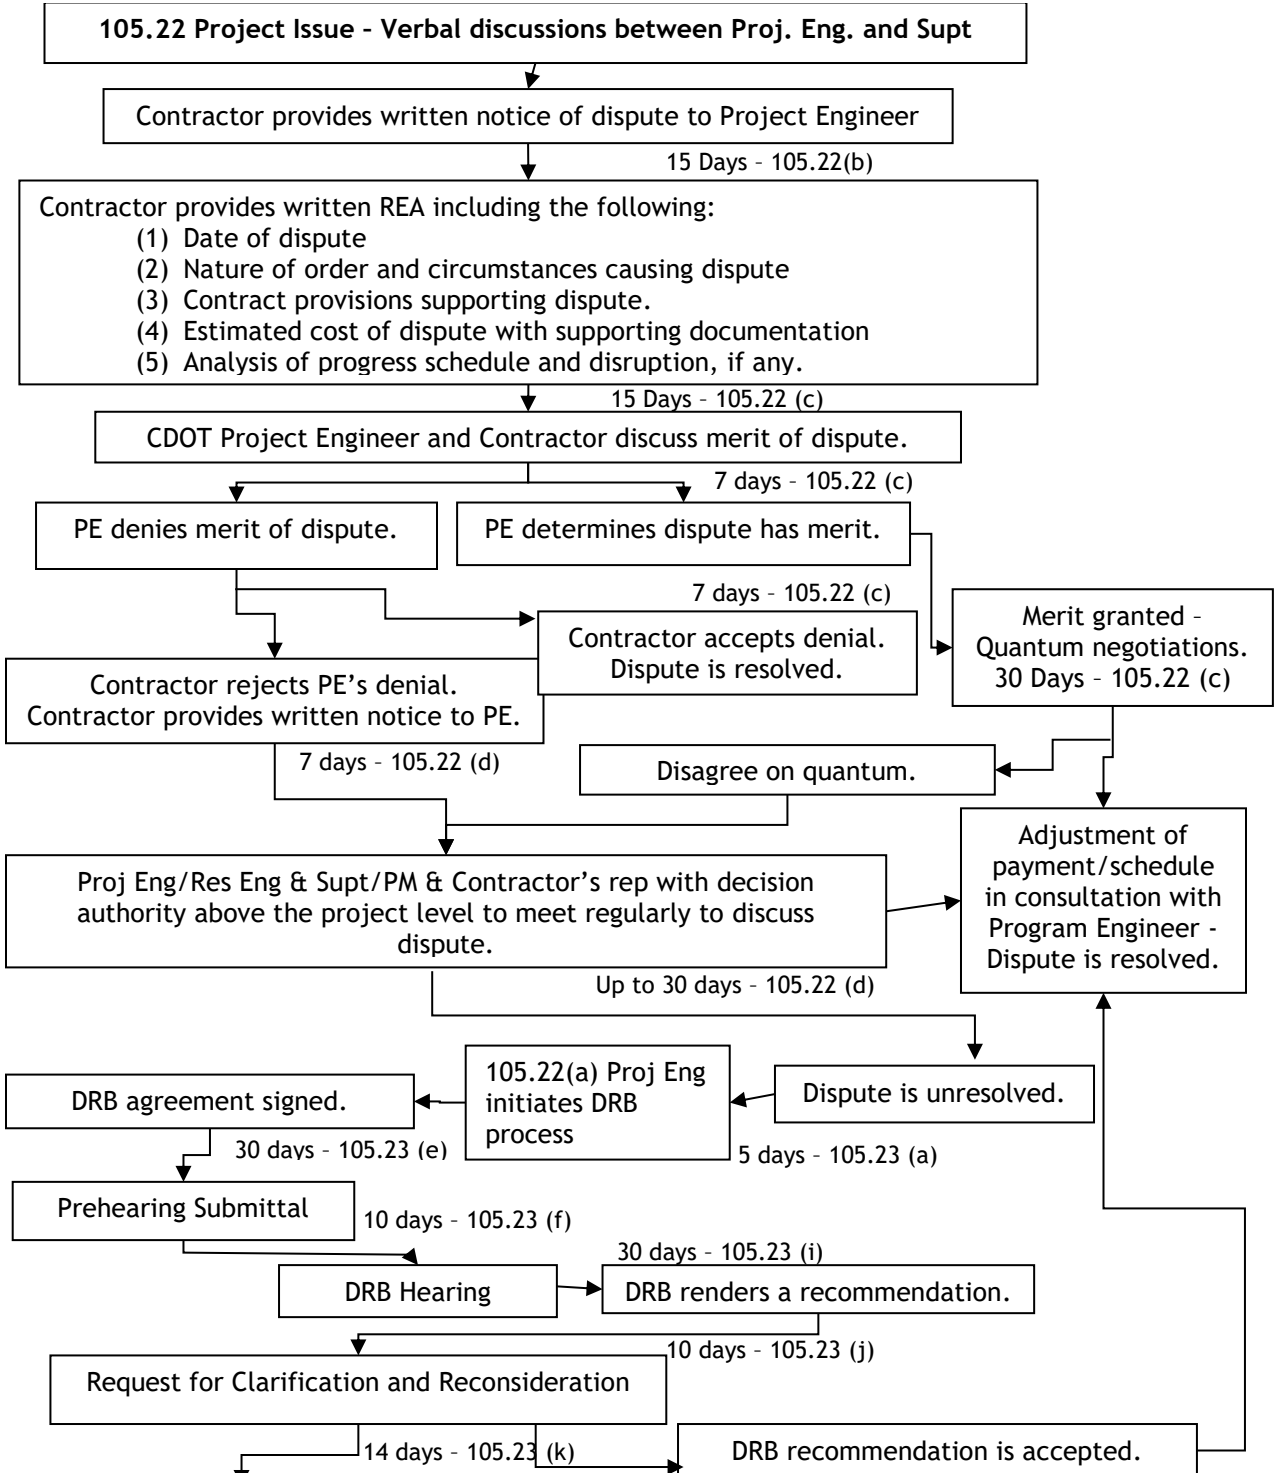 105.22 Project Issue – Verbal discussions between Proj. Eng. and Supt
Contractor provides written notice of dispute to Project Engineer
15 Days – 105.22(b)
Contractor provides written REA including the following:
(1) Date of dispute
(2) Nature of order and circumstances causing dispute
(3) Contract provisions supporting dispute.
(4) Estimated cost of dispute with supporting documentation
(5) Analysis of progress schedule and disruption, if any.
15 Days – 105.22 (c)
CDOT Project Engineer and Contractor discuss merit of dispute.
7 days – 105.22 (c)
PE denies merit of dispute.
PE determines dispute has merit.
7 days – 105.22 (c)
Contractor accepts denial.
Dispute is resolved.
Merit granted –
Quantum negotiations.
30 Days – 105.22 (c)
Contractor rejects PE’s denial.
Contractor provides written notice to PE.
7 days – 105.22 (d)
Disagree on quantum.
Adjustment of
payment/schedule
in consultation with
Program Engineer -
Dispute is resolved.
Proj Eng/Res Eng & Supt/PM & Contractor’s rep with decision
authority above the project level to meet regularly to discuss
dispute.
Up to 30 days – 105.22 (d)
Dispute is unresolved.
105.22(a) Proj Eng
initiates DRB
process
5 days – 105.23 (a)
DRB agreement signed.
30 days – 105.23 (e)
Prehearing Submittal
10 days – 105.23 (f)
DRB Hearing
30 days – 105.23 (i)
DRB renders a recommendation.
10 days – 105.23 (j)
Request for Clarification and Reconsideration
14 days – 105.23 (k)
DRB recommendation is accepted.